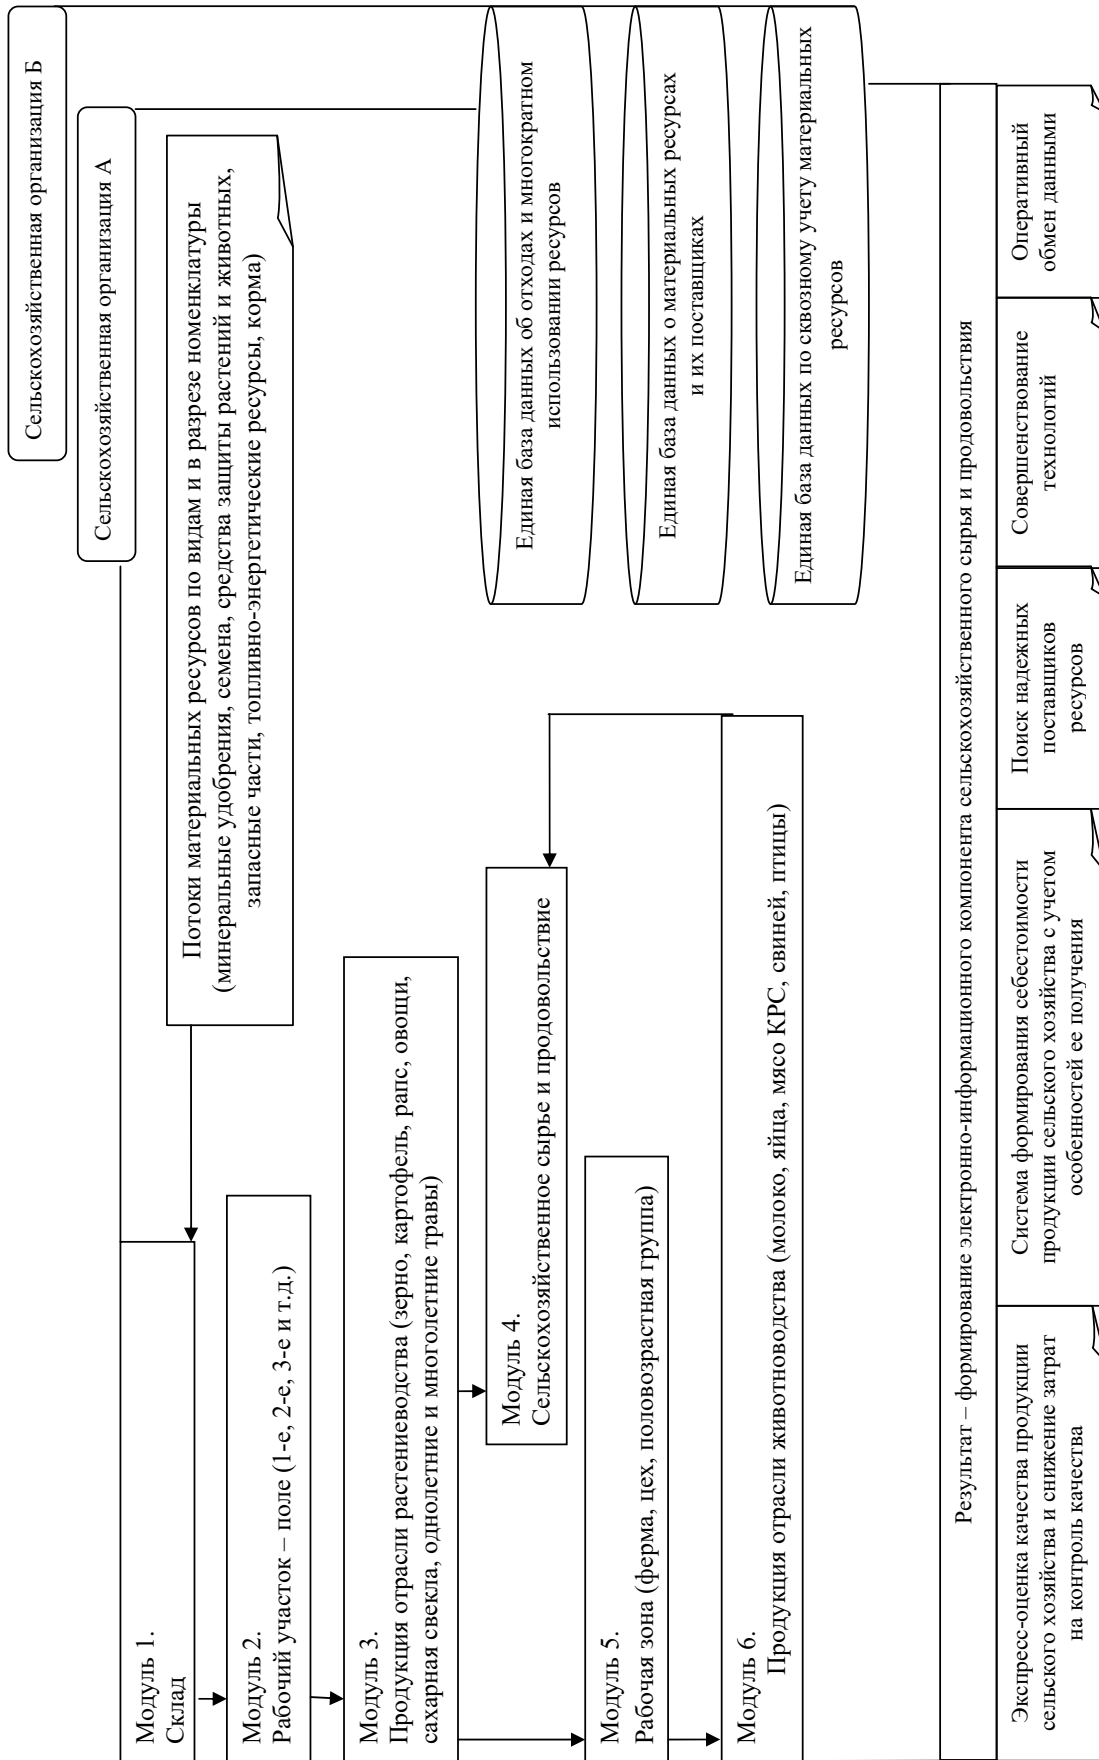 Сельскохозяйственная организация Б
Сельскохозяйственная организация А
Потоки материальных ресурсов по видам и в разрезе номенклатуры
(минеральные удобрения, семена, средства защиты растений и животных,
запасные части, топливно-энергетические ресурсы, корма)
Модуль 1.
Склад
Модуль 2.
Рабочий участок – поле (1-е, 2-е, 3-е и т.д.)
Модуль 3.
Продукция отрасли растениеводства (зерно, картофель, рапс, овощи,
сахарная свекла, однолетние и многолетние травы)
Модуль 4.
Сельскохозяйственное сырье и продовольствие
Модуль 5.
Рабочая зона (ферма, цех, половозрастная группа)
Модуль 6.
Продукция отрасли животноводства (молоко, яйца, мясо КРС, свиней, птицы)
Единая база данных об отходах и многократном
использовании ресурсов
Единая база данных о материальных ресурсах
и их поставщиках
Единая база данных по сквозному учету материальных
ресурсов
Результат – формирование электронно-информационного компонента сельскохозяйственного сырья и продовольствия
Экспресс-оценка качества продукции
сельского хозяйства и снижение затрат
на контроль качества
Система формирования себестоимости
продукции сельского хозяйства с учетом
особенностей ее получения
Поиск надежных
поставщиков
ресурсов
Совершенствование
технологий
Оперативный
обмен данными